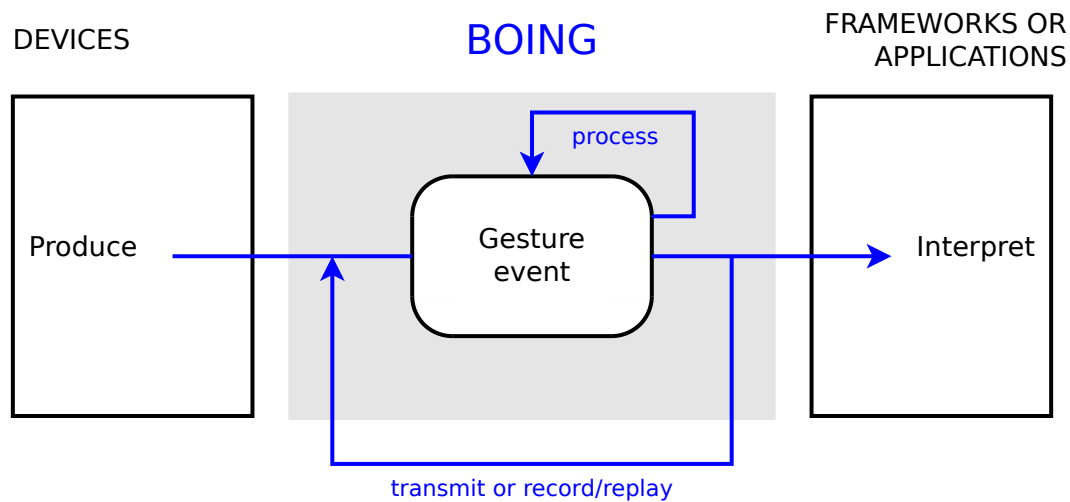 DEVICES
BOING
FRAMEWORKS OR
APPLICATIONS
process
Produce
Gesture
event
Interpret
transmit or record/replay